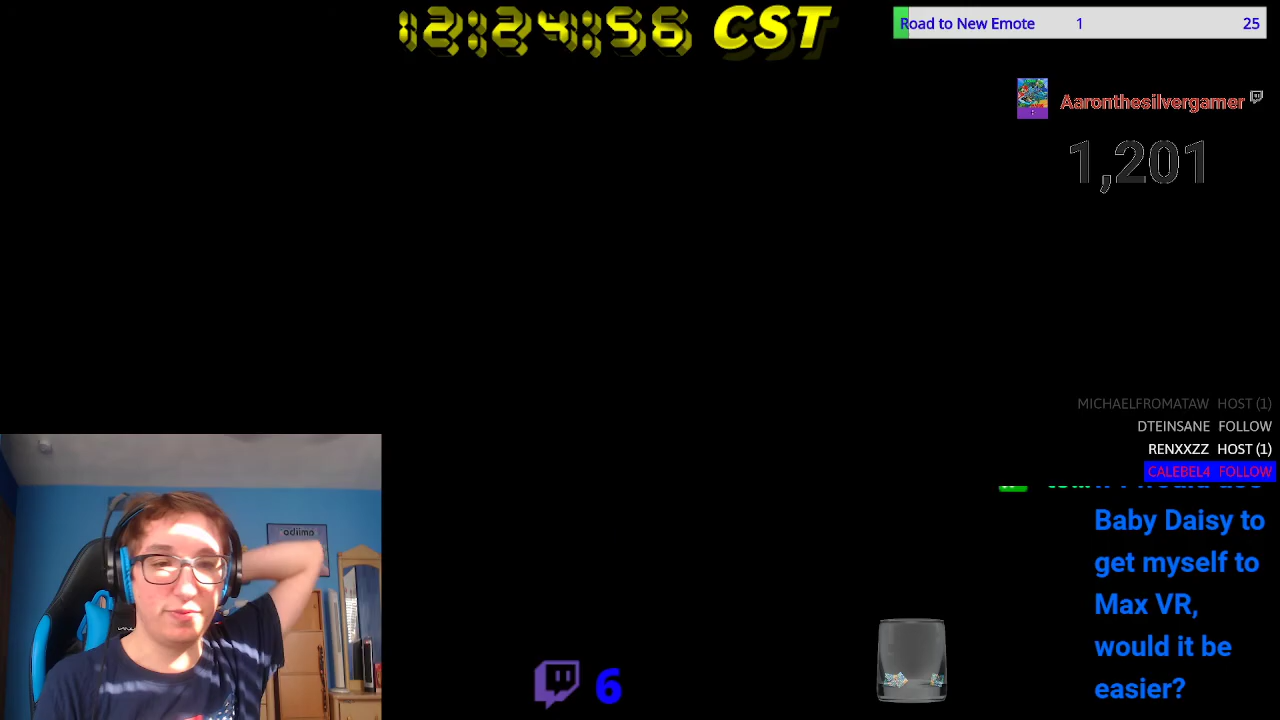 12:24:56 CST
Road to New Emote 1 25
Aaronthesilvergamer
1,201
MICHAELFROMATAW HOST (1)
DTEINSANE FOLLOW
RENXXZZ HOST (1)
CALEBEL4 FOLLOW
Baby Daisy to
get myself to
Max VR,
would it be
easier?
6